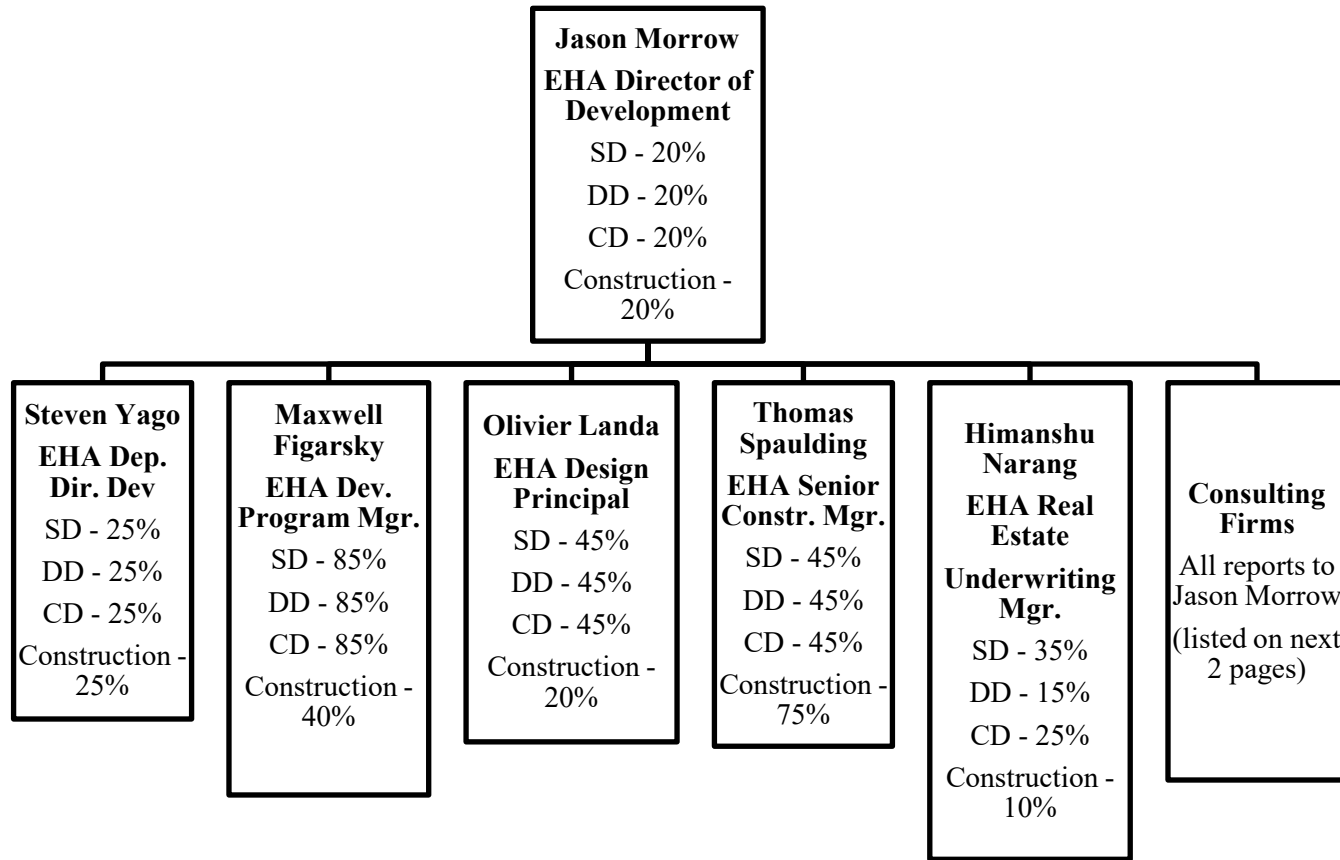 Jason Morrow
EHA Director of
Development
SD - 20%
DD - 20%
CD - 20%
Construction -
20%
Steven Yago
EHA Dep.
Dir. Dev
SD - 25%
DD - 25%
CD - 25%
Construction -
25%
Maxwell
Figarsky
EHA Dev.
Program Mgr.
SD - 85%
DD - 85%
CD - 85%
Construction -
40%
Olivier Landa
EHA Design
Principal
SD - 45%
DD - 45%
CD - 45%
Construction -
20%
Thomas
Spaulding
EHA Senior
Constr. Mgr.
SD - 45%
DD - 45%
CD - 45%
Construction -
75%
Himanshu
Narang
EHA Real
Estate
Underwriting
Mgr.
SD - 35%
DD - 15%
CD - 25%
Construction -
10%
Consulting
Firms
All reports to
Jason Morrow
(listed on next
2 pages)